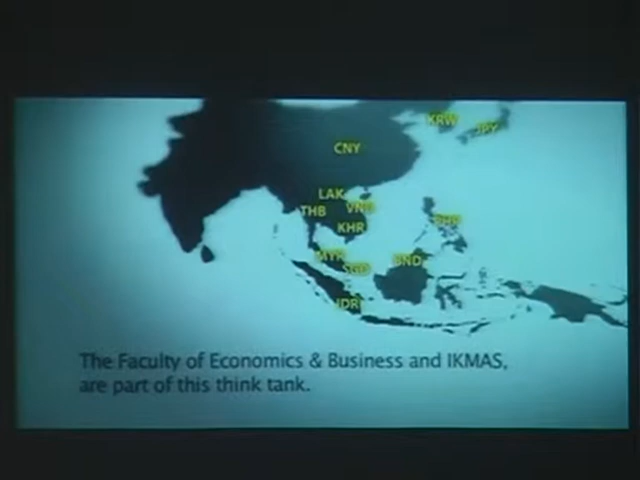 KRW
JPY
CNY
LAK
THB
VND
KHR
PHP
MYR
SGD
BND
IDR
The Faculty of Economics & Business and IKMAS,
are part of this think tank.